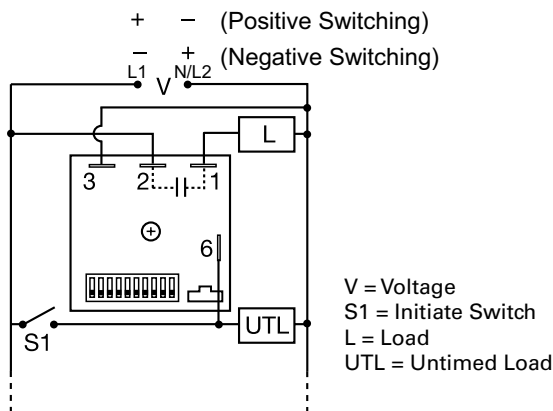 + − (Positive Switching)
− + (Negative Switching)
L1 V N/L2
L
3 2 1
6
S1 UTL
V = Voltage
S1 = Initiate Switch
L = Load
UTL = Untimed Load